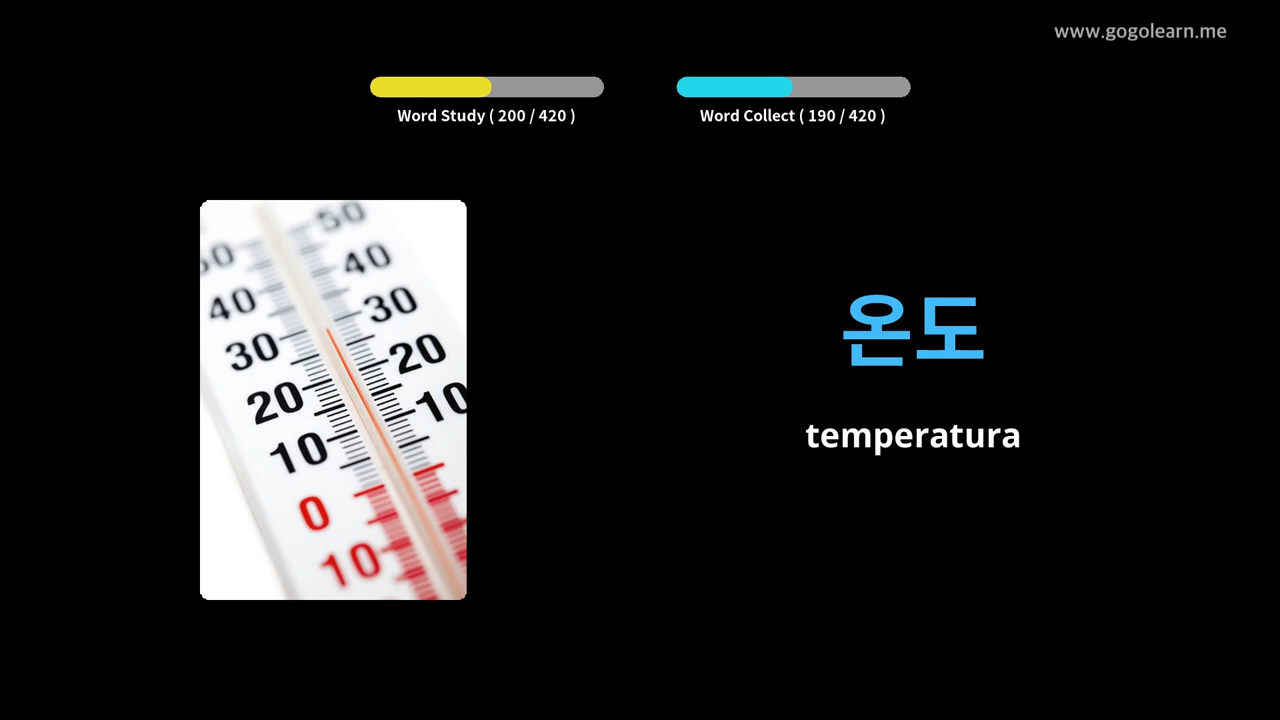 www.gogolearn.me
Word Study ( 200 / 420 )
Word Collect ( 190 / 420 )
50
50
40
40
30
30
20
20
10
10
0
10
온도
temperatura